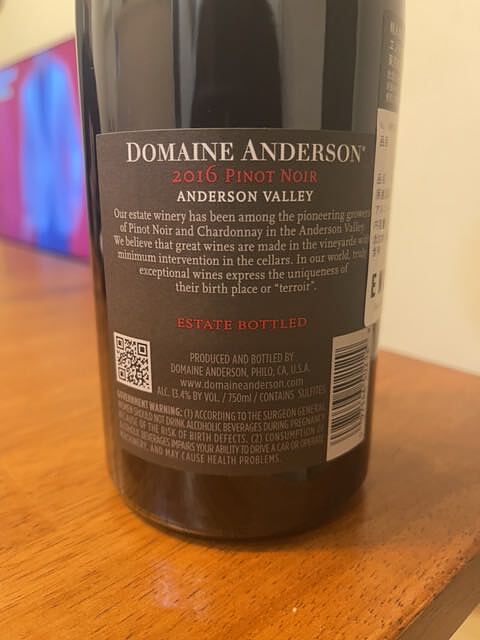 DOMAINE ANDERSON®
2016 PINOT NOIR
ANDERSON VALLEY
Our estate winery has been among the pioneering growers
of Pinot Noir and Chardonnay in the Anderson Valley.
We believe that great wines are made in the vineyards with
minimum intervention in the cellars. In our world, truly
exceptional wines express the uniqueness of
their birth place or “terroir”.
ESTATE BOTTLED
PRODUCED AND BOTTLED BY
DOMAINE ANDERSON, PHILO, CA, U.S.A.
www.domaineanderson.com
ALC. 13.4% BY VOL. / 750ml / CONTAINS SULFITES
GOVERNMENT WARNING: (1) ACCORDING TO THE SURGEON GENERAL,
WOMEN SHOULD NOT DRINK ALCOHOLIC BEVERAGES DURING PREGNANCY
BECAUSE OF THE RISK OF BIRTH DEFECTS. (2) CONSUMPTION OF
ALCOHOLIC BEVERAGES IMPAIRS YOUR ABILITY TO DRIVE A CAR OR OPERATE
MACHINERY, AND MAY CAUSE HEALTH PROBLEMS.